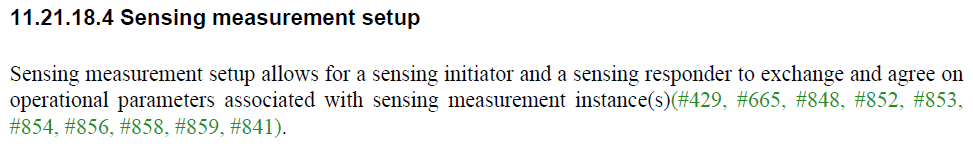 11.21.18.4 Sensing measurement setup
Sensing measurement setup allows for a sensing initiator and a sensing responder to exchange and agree on
operational parameters associated with sensing measurement instance(s)(#429, #665, #848, #852, #853,
#854, #856, #858, #859, #841).